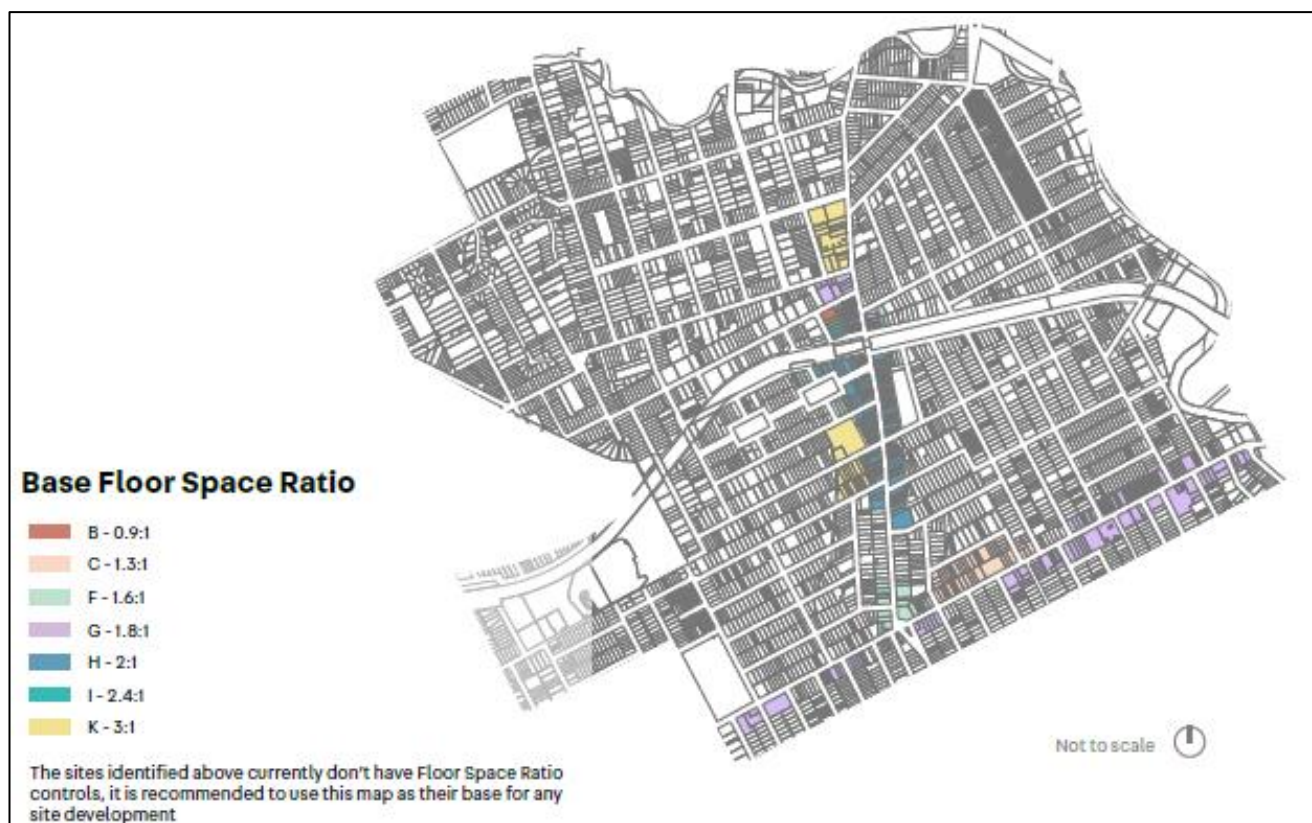 Base Floor Space Ratio
B - 0.9:1
C - 1.3:1
F - 1.6:1
G - 1.8:1
H - 2:1
I - 2.4:1
K - 3:1
The sites identified above currently don't have Floor Space Ratio
controls, it is recommended to use this map as their base for any
site development
Not to scale